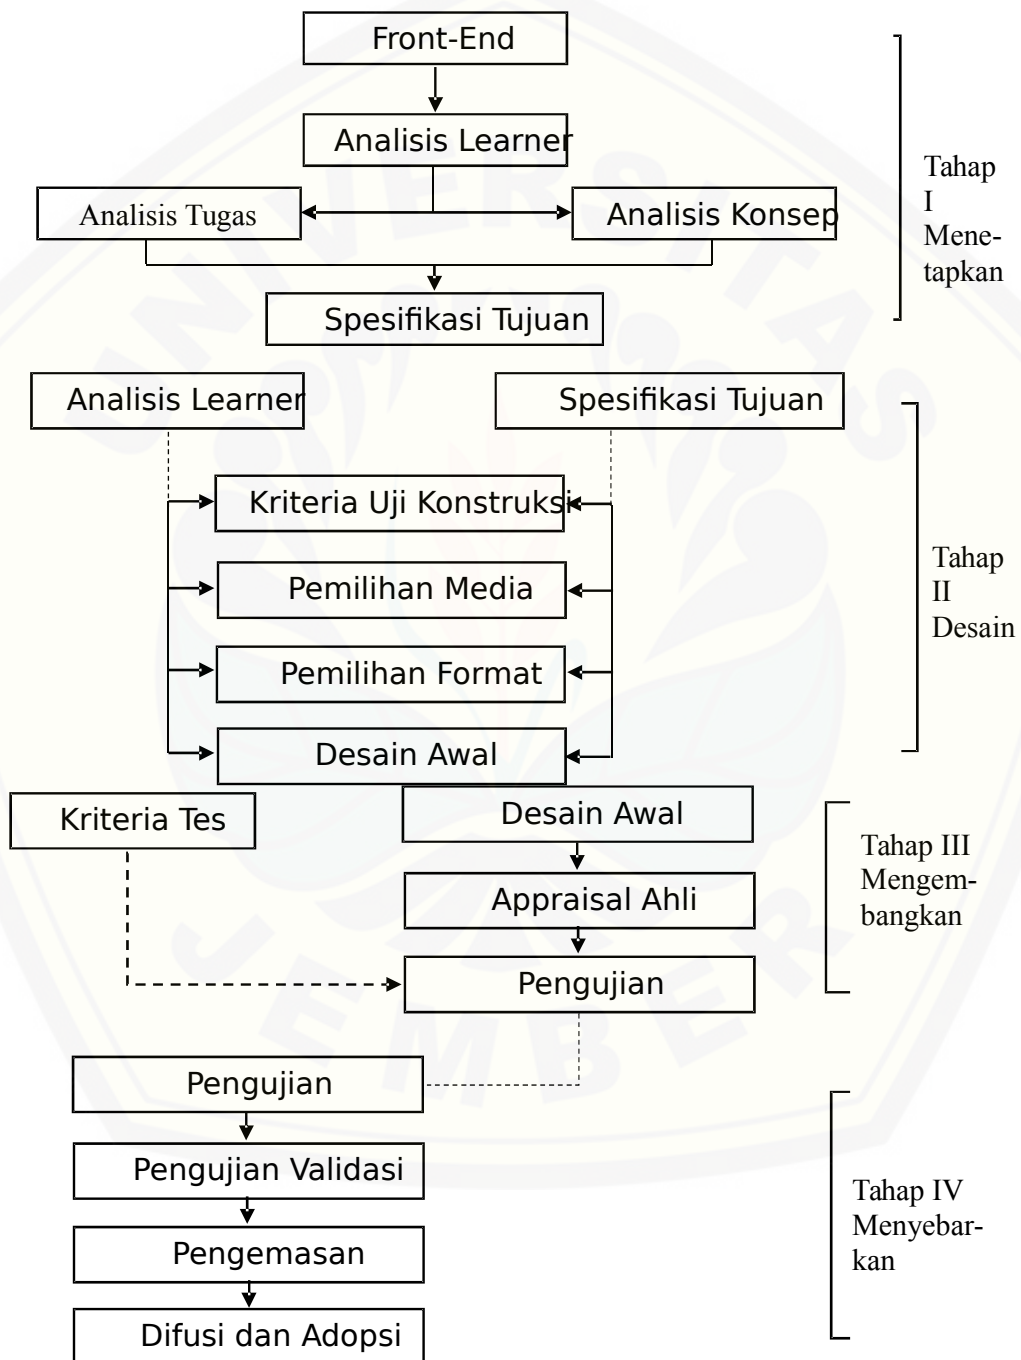 Front-End
Analisis Learner
Analisis Tugas
Analisis Konsep
Spesifikasi Tujuan
Tahap
I
Mene-
tapkan
Analisis Learner
Spesifikasi Tujuan
Kriteria Uji Konstruksi
Pemilihan Media
Pemilihan Format
Desain Awal
Tahap
II
Desain
Kriteria Tes
Desain Awal
Appraisal Ahli
Pengujian
Tahap III
Mengem-
bangkan
Pengujian
Pengujian Validasi
Pengemasan
Difusi dan Adopsi
Tahap IV
Menyebar-
kan
UNIVERSITAS
JEMBER